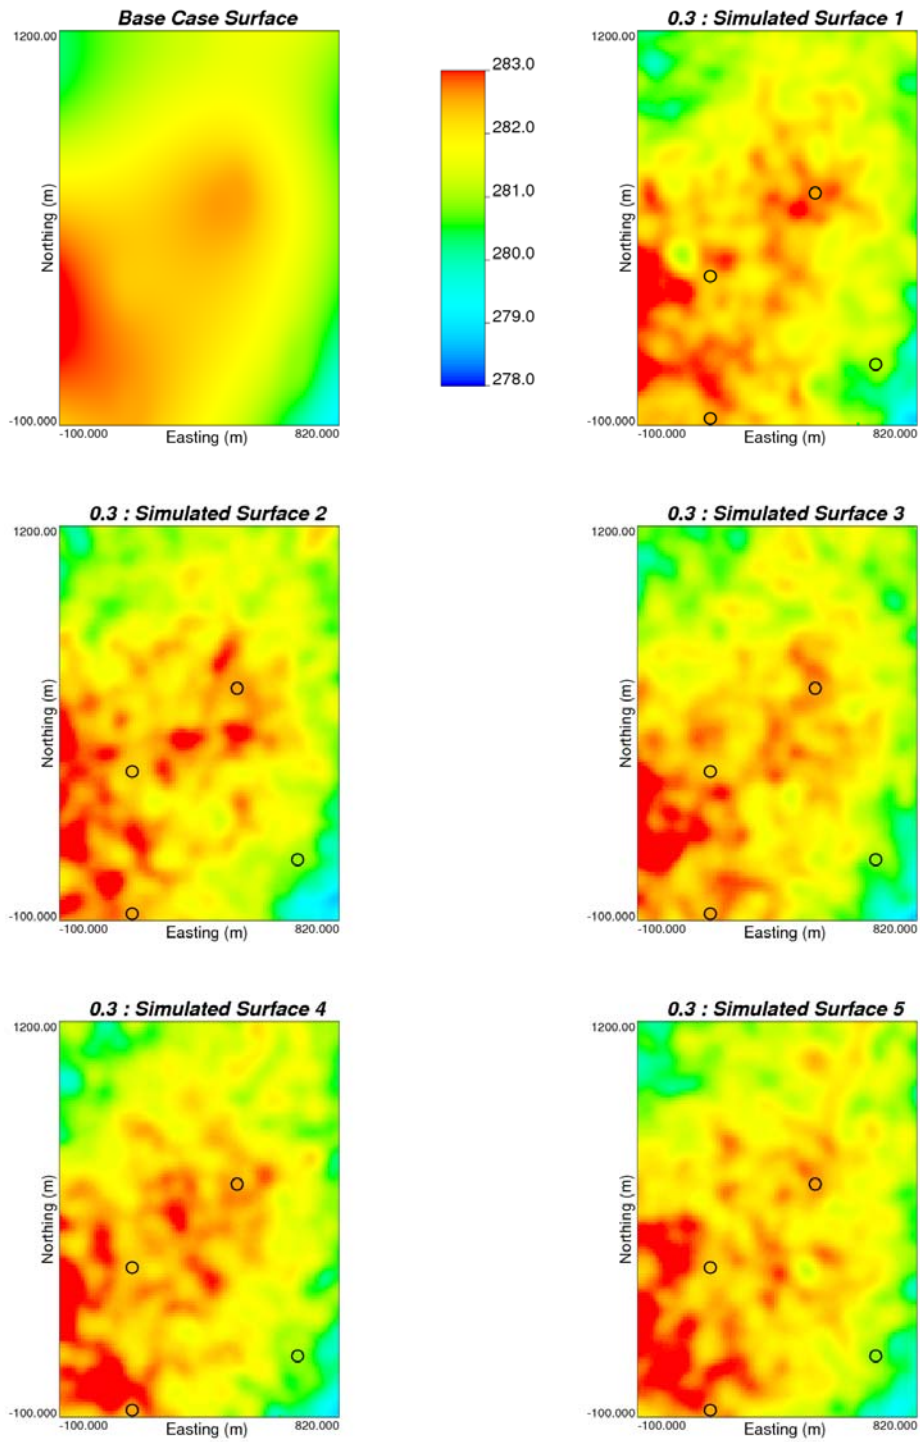 Base Case Surface
1200.00
Northing (m)
-100.000
-100.000
Easting (m)
820.000
283.0
282.0
281.0
280.0
279.0
278.0
0.3 : Simulated Surface 1
1200.00
Northing (m)
-100.000
-100.000
Easting (m)
820.000
0.3 : Simulated Surface 2
1200.00
Northing (m)
-100.000
-100.000
Easting (m)
820.000
0.3 : Simulated Surface 3
1200.00
Northing (m)
-100.000
-100.000
Easting (m)
820.000
0.3 : Simulated Surface 4
1200.00
Northing (m)
-100.000
-100.000
Easting (m)
820.000
0.3 : Simulated Surface 5
1200.00
Northing (m)
-100.000
-100.000
Easting (m)
820.000